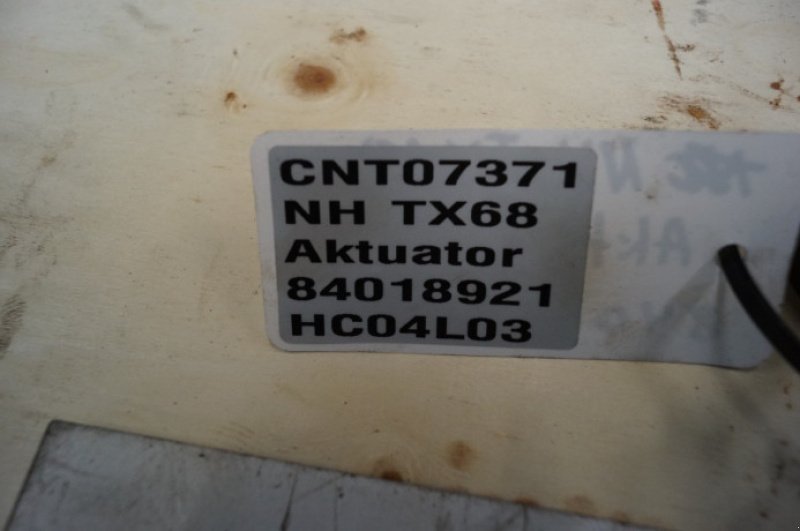 CNT07371
NH TX68
Aktuator
84018921
HC04L03